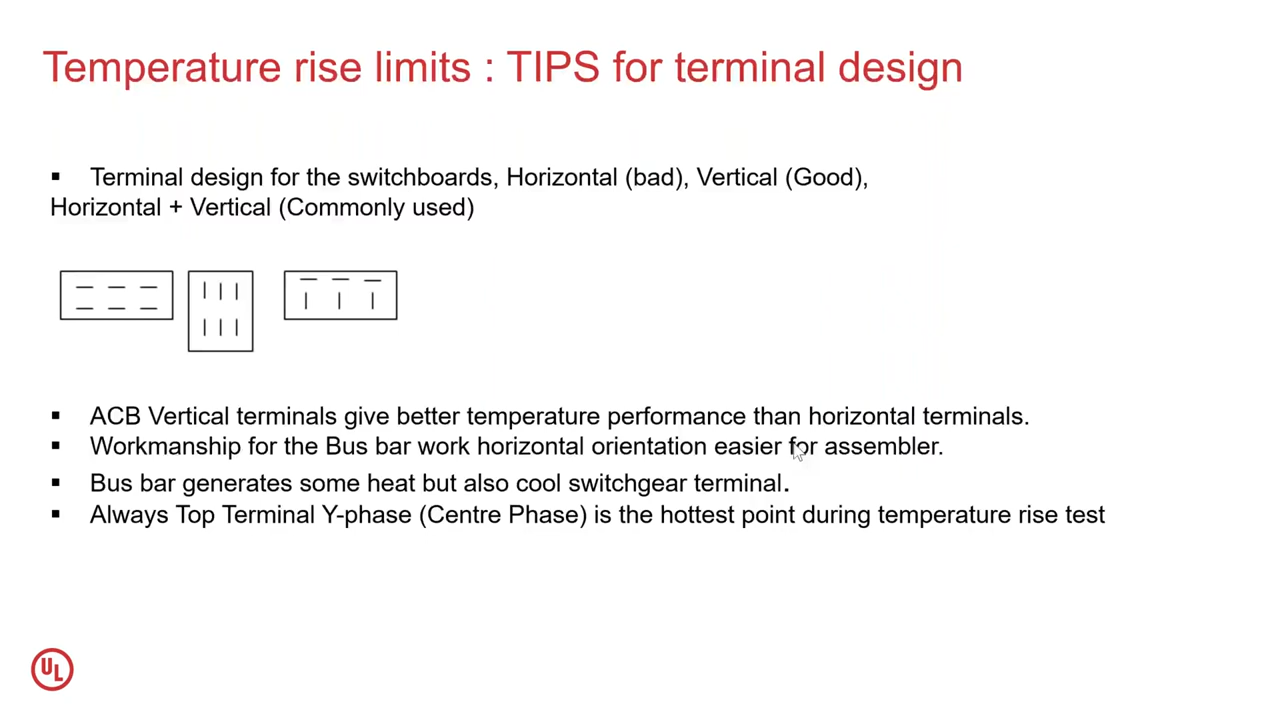 Temperature rise limits : TIPS for terminal design
▪ Terminal design for the switchboards, Horizontal (bad), Vertical (Good),
Horizontal + Vertical (Commonly used)
▪ ACB Vertical terminals give better temperature performance than horizontal terminals.
▪ Workmanship for the Bus bar work horizontal orientation easier for assembler.
▪ Bus bar generates some heat but also cool switchgear terminal.
▪ Always Top Terminal Y-phase (Centre Phase) is the hottest point during temperature rise test
UL